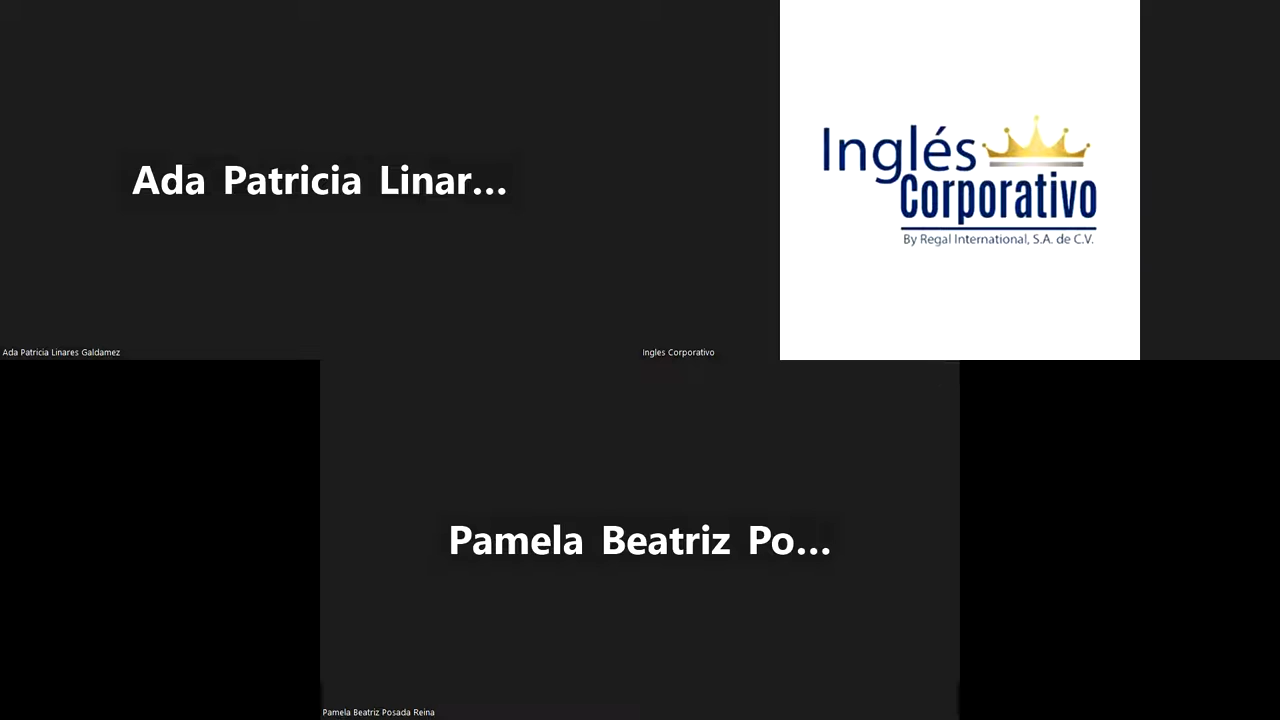 Ada Patricia Linar...
Inglés
Corporativo
By Regal International, S.A. de C.V.
Ada Patricia Linares Galdamez
Ingles Corporativo
Pamela Beatriz Po...
Pamela Beatriz Posada Reina